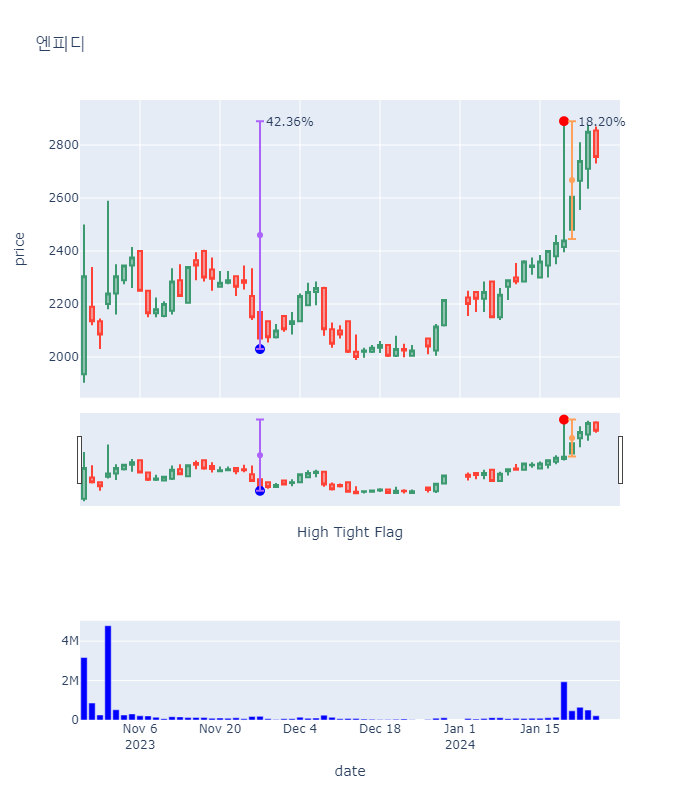 엔피디
42.36%
18.20%
2800
2600
2400
2200
2000
price
High Tight Flag
4M
2M
0
Nov 6
2023
Nov 20
Dec 4
Dec 18
Jan 1
2024
Jan 15
date